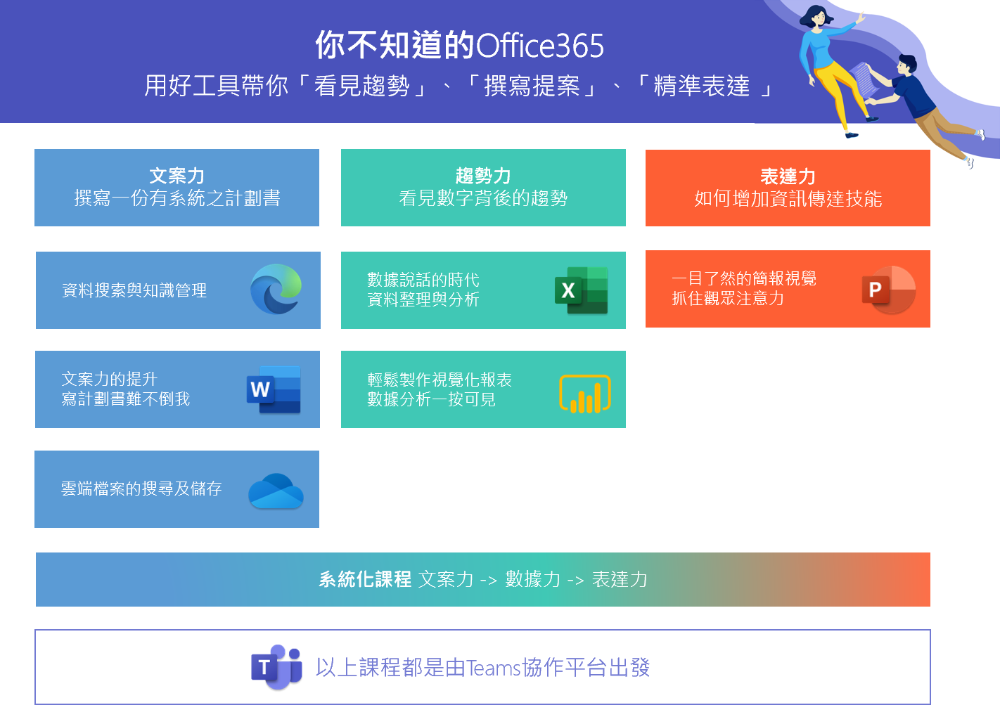 你不知道的Office365
用好工具帶你「看見趨勢」、「撰寫提案」、「精準表達 」
文案力
撰寫一份有系統之計劃書
趨勢力
看見數字背後的趨勢
表達力
如何增加資訊傳達技能
資料搜索與知識管理
數據說話的時代
資料整理與分析
X
一目了然的簡報視覺
抓住觀眾注意力
P
文案力的提升
寫計劃書難不倒我
W
輕鬆製作視覺化報表
數據分析一按可見
雲端檔案的搜尋及儲存
系統化課程 文案力 -> 數據力 -> 表達力
T
以上課程都是由Teams協作平台出發